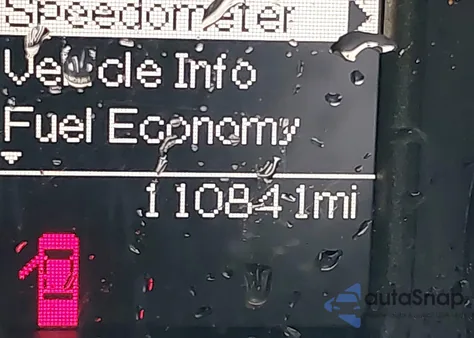 Speedometer
Vehicle Info
Fuel Economy
110841mi
autoSnap